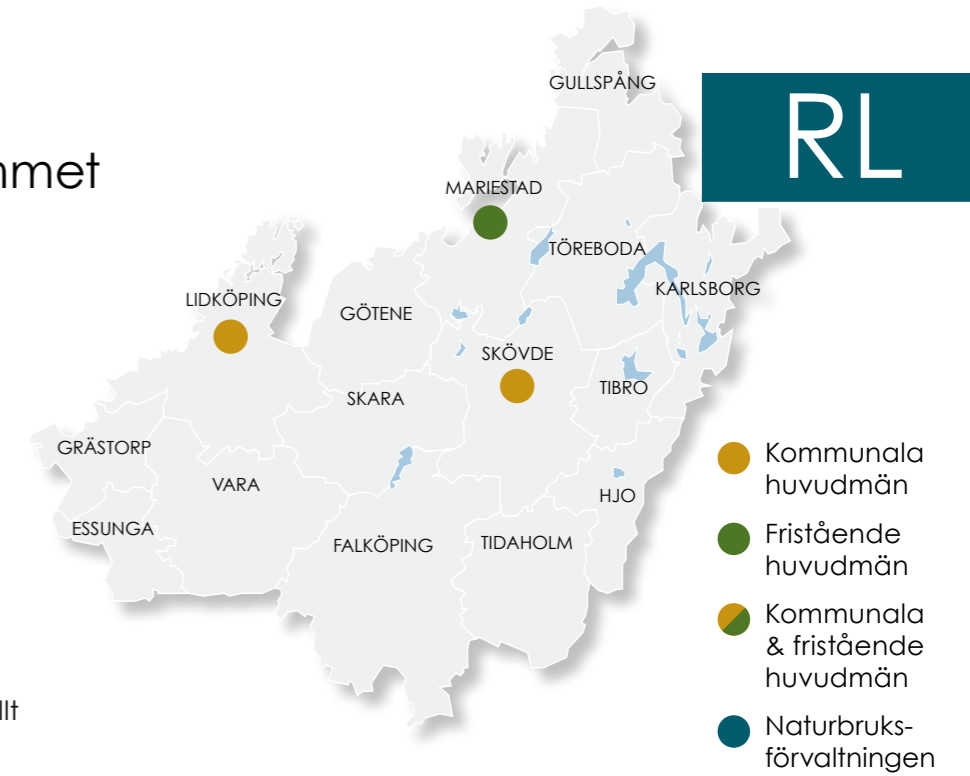 RL
mmet
GULLSPÅNG
MARIESTAD
TÖREBODA
KARLSBORG
LIDKÖPING
GÖTENE
SKÖVDE
TIBRO
SKARA
GRÄSTORP
VARA
HJO
ESSUNGA
FALKÖPING
TIDAHOLM
Kommunala
huvudmän
Fristående
huvudmän
Kommunala
& fristående
huvudmän
Naturbruks-
förvaltningen
llt